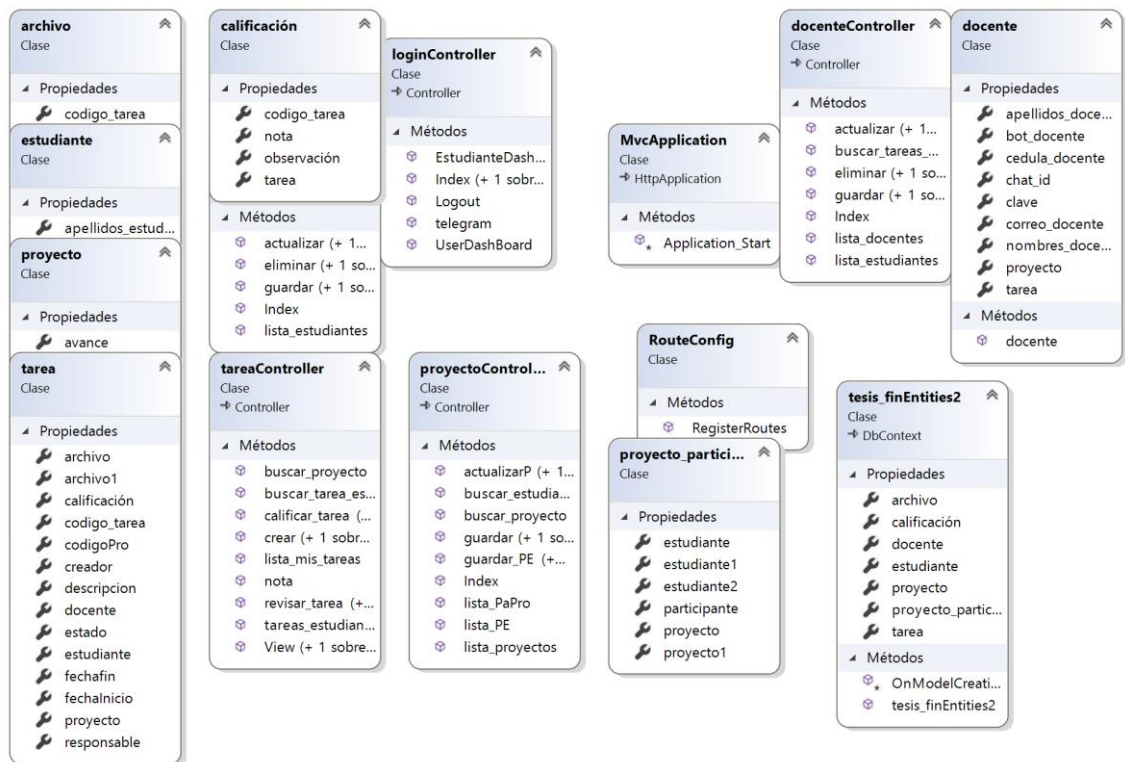 archivo
Clase
Propiedades
codigo_tarea
estudiante
Clase
Propiedades
apellidos_estud...
proyecto
Clase
Propiedades
avance
tarea
Clase
Propiedades
archivo
archivo1
calificación
codigo_tarea
codigoPro
creador
descripcion
docente
estado
estudiante
fechafin
fechaInicio
proyecto
responsable
calificación
Clase
Propiedades
codigo_tarea
nota
observación
tarea
Métodos
actualizar (+ 1...
eliminar (+ 1 so...
guardar (+ 1 so...
Index
lista_estudiantes
tareaController
Clase
Controller
Métodos
buscar_proyecto
buscar_tarea_es...
calificar_tarea (...
crear (+ 1 sobr...
lista_mis_tareas
nota
revisar_tarea (+...
tareas_estudian...
View (+ 1 sobre...
loginController
Clase
Controller
Métodos
EstudianteDash...
Index (+ 1 sobr...
Logout
telegram
UserDashBoard
proyectoControl...
Clase
Controller
Métodos
actualizarP (+ 1...
buscar_estudia...
buscar_proyecto
guardar (+ 1 so...
guardar_PE (+...
Index
lista_PaPro
lista_PE
lista_proyectos
MvcApplication
Clase
HttpApplication
Métodos
Application_Start
RouteConfig
Clase
Métodos
RegisterRoutes
proyecto_partici...
Clase
Propiedades
estudiante
estudiante1
estudiante2
participante
proyecto
proyecto1
docenteController
Clase
Controller
Métodos
actualizar (+ 1...
buscar_tareas_...
eliminar (+ 1 so...
guardar (+ 1 so...
Index
lista_docentes
lista_estudiantes
docente
Clase
Propiedades
apellidos_doce...
bot_docente
cedula_docente
chat_id
clave
correo_docente
nombres_doce...
proyecto
tarea
Métodos
docente
tesis_finEntities2
Clase
DbContext
Propiedades
archivo
calificación
docente
estudiante
proyecto
proyecto_partic...
tarea
Métodos
OnModelCreati...
tesis_finEntities2